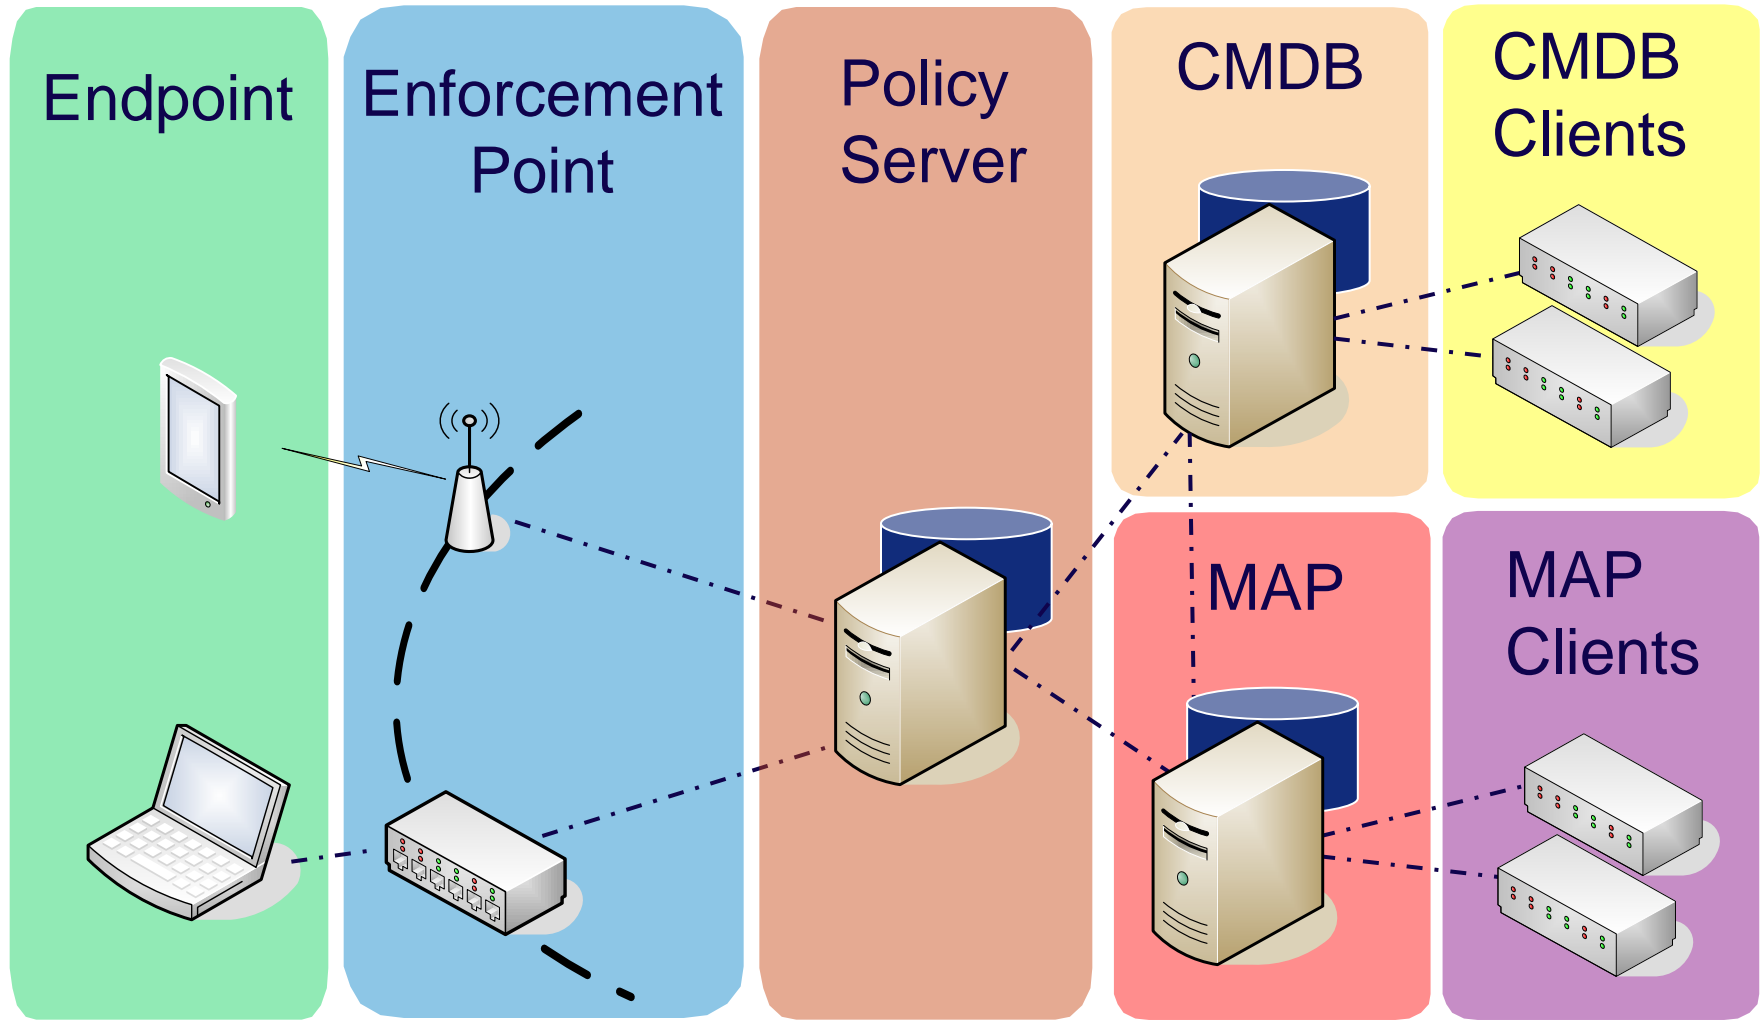 Endpoint
Enforcement
Point
Policy
Server
CMDB
CMDB
Clients
MAP
MAP
Clients